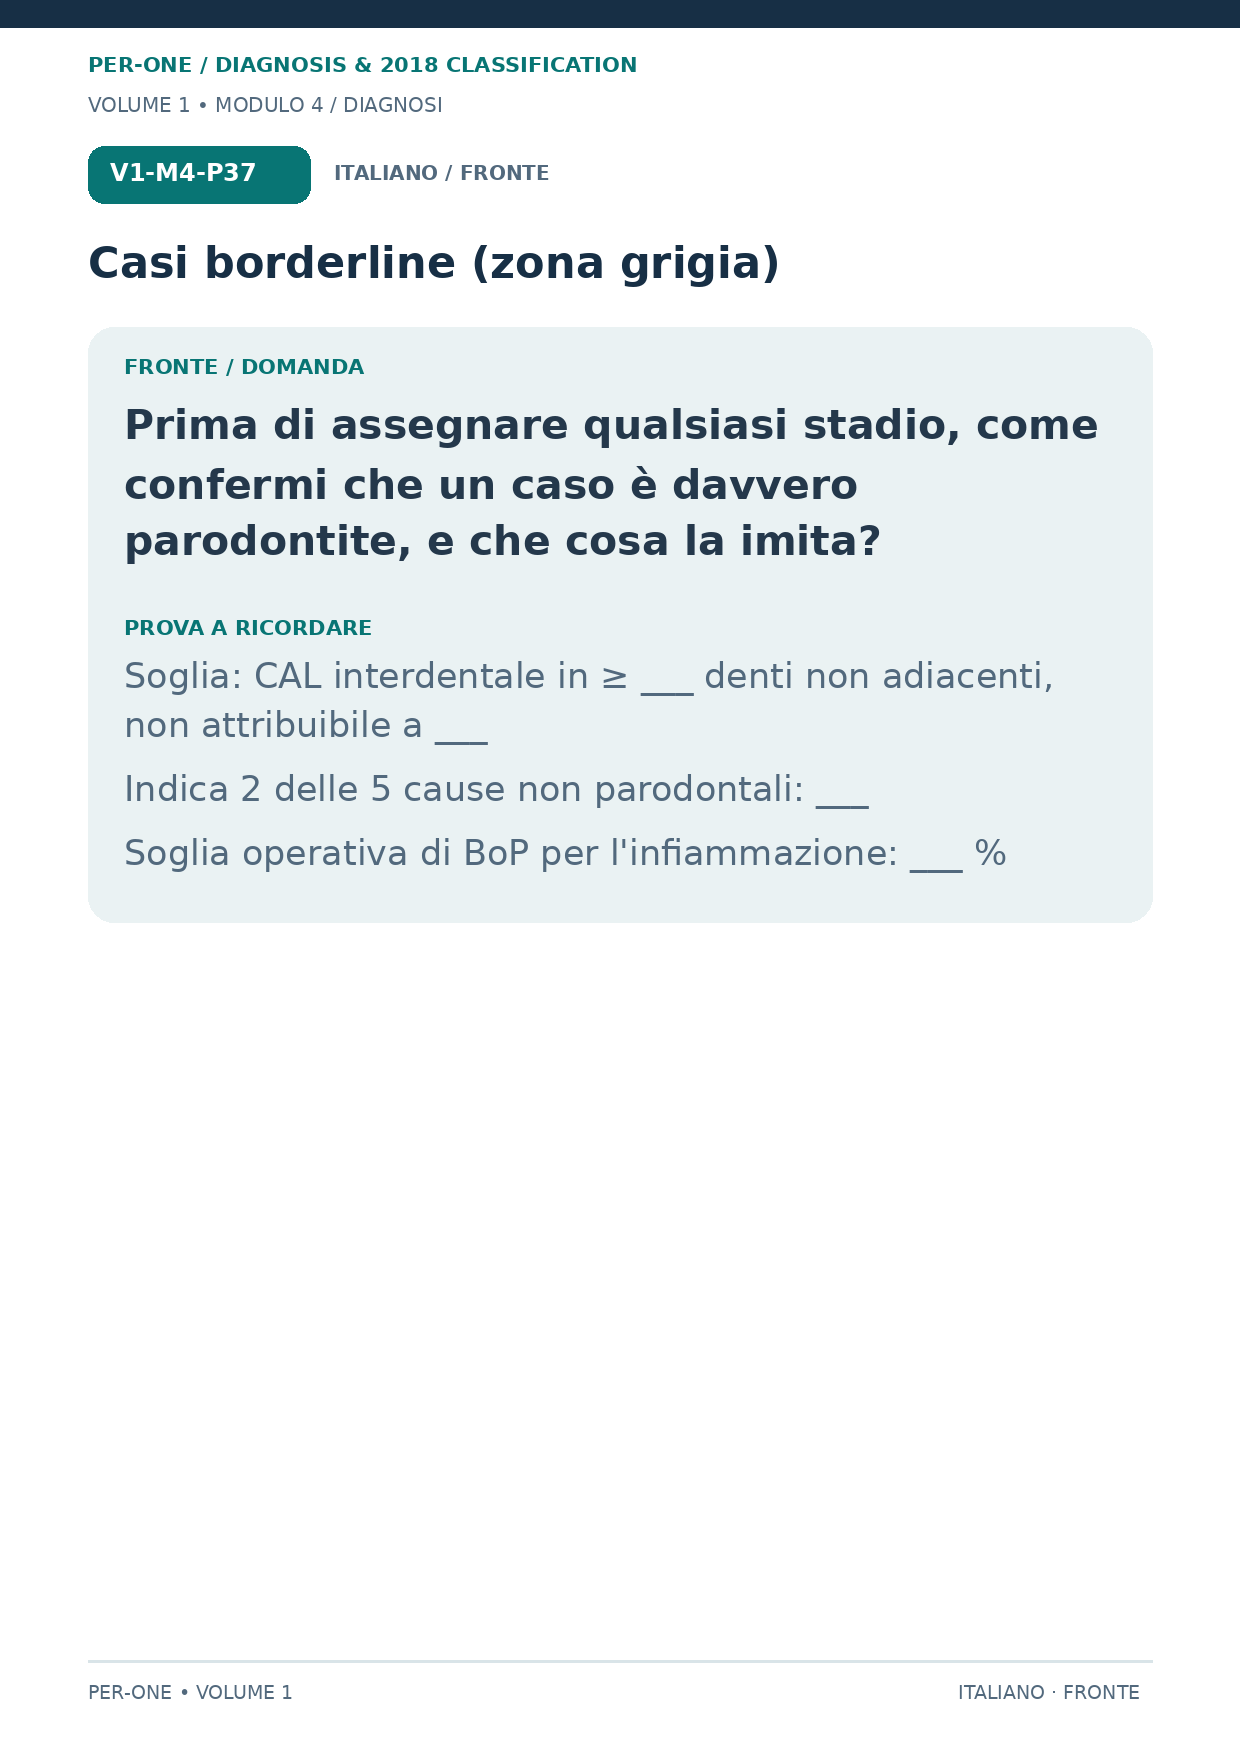 PER-ONE / DIAGNOSIS & 2018 CLASSIFICATION
VOLUME 1 • MODULO 4 / DIAGNOSI
V1-M4-P37
ITALIANO / FRONTE
Casi borderline (zona grigia)
FRONTE / DOMANDA
Prima di assegnare qualsiasi stadio, come
confermi che un caso è davvero
parodontite, e che cosa la imita?
PROVA A RICORDARE
Soglia: CAL interdentale in ≥ ___ denti non adiacenti,
non attribuibile a ___
Indica 2 delle 5 cause non parodontali: ___
Soglia operativa di BoP per l'infiammazione: ___ %
PER-ONE • VOLUME 1
ITALIANO · FRONTE